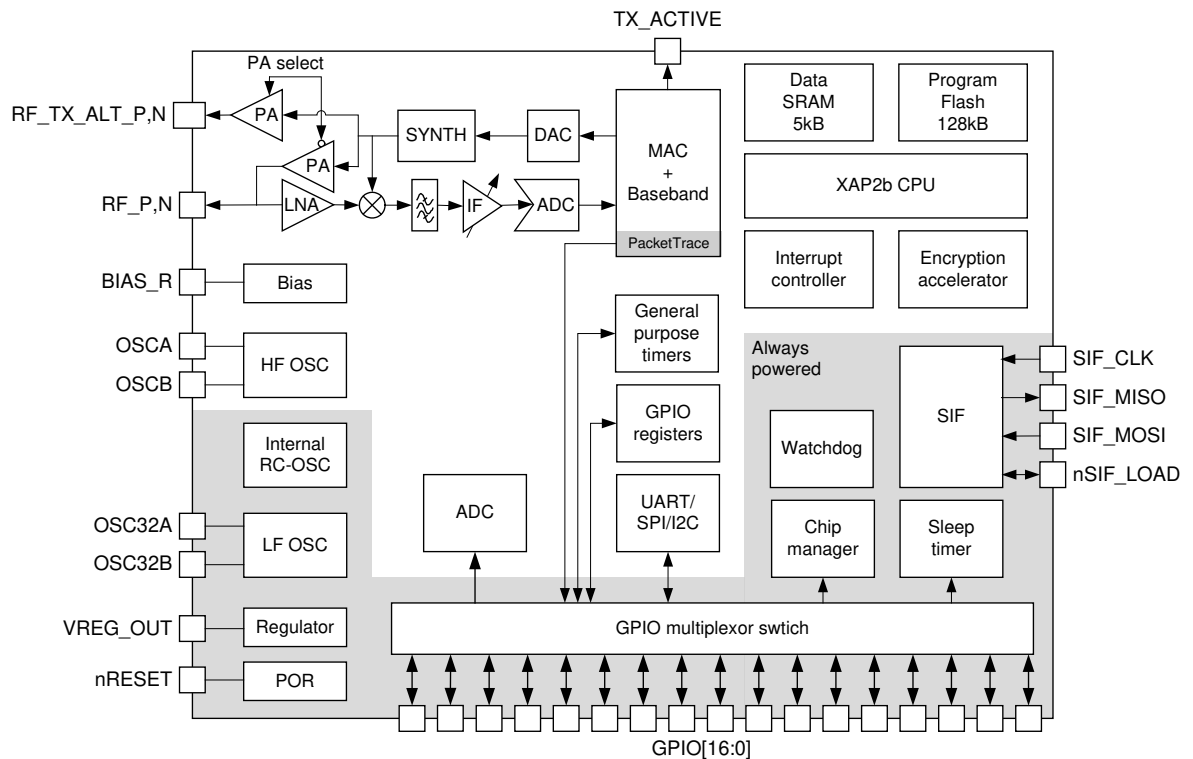 TX_ACTIVE
PA select
RF_TX_ALT_P,N
PA
SYNTH
DAC
MAC
+
Baseband
PacketTrace
Data
SRAM
5kB
Program
Flash
128kB
XAP2b CPU
PA
RF_P,N
LNA
IF
ADC
Interrupt
controller
Encryption
accelerator
BIAS_R
Bias
General
purpose
timers
OSCA
OSCB
HF OSC
Always
powered
SIF
SIF_CLK
SIF_MISO
SIF_MOSI
nSIF_LOAD
GPIO
registers
Watchdog
Internal
RC-OSC
ADC
UART/
SPI/I2C
Chip
manager
Sleep
timer
OSC32A
OSC32B
LF OSC
VREG_OUT
Regulator
GPIO multiplexor swtich
nRESET
POR
GPIO[16:0]